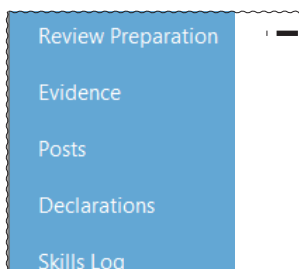 Review Preparation
Evidence
Posts
Declarations
Skills Log